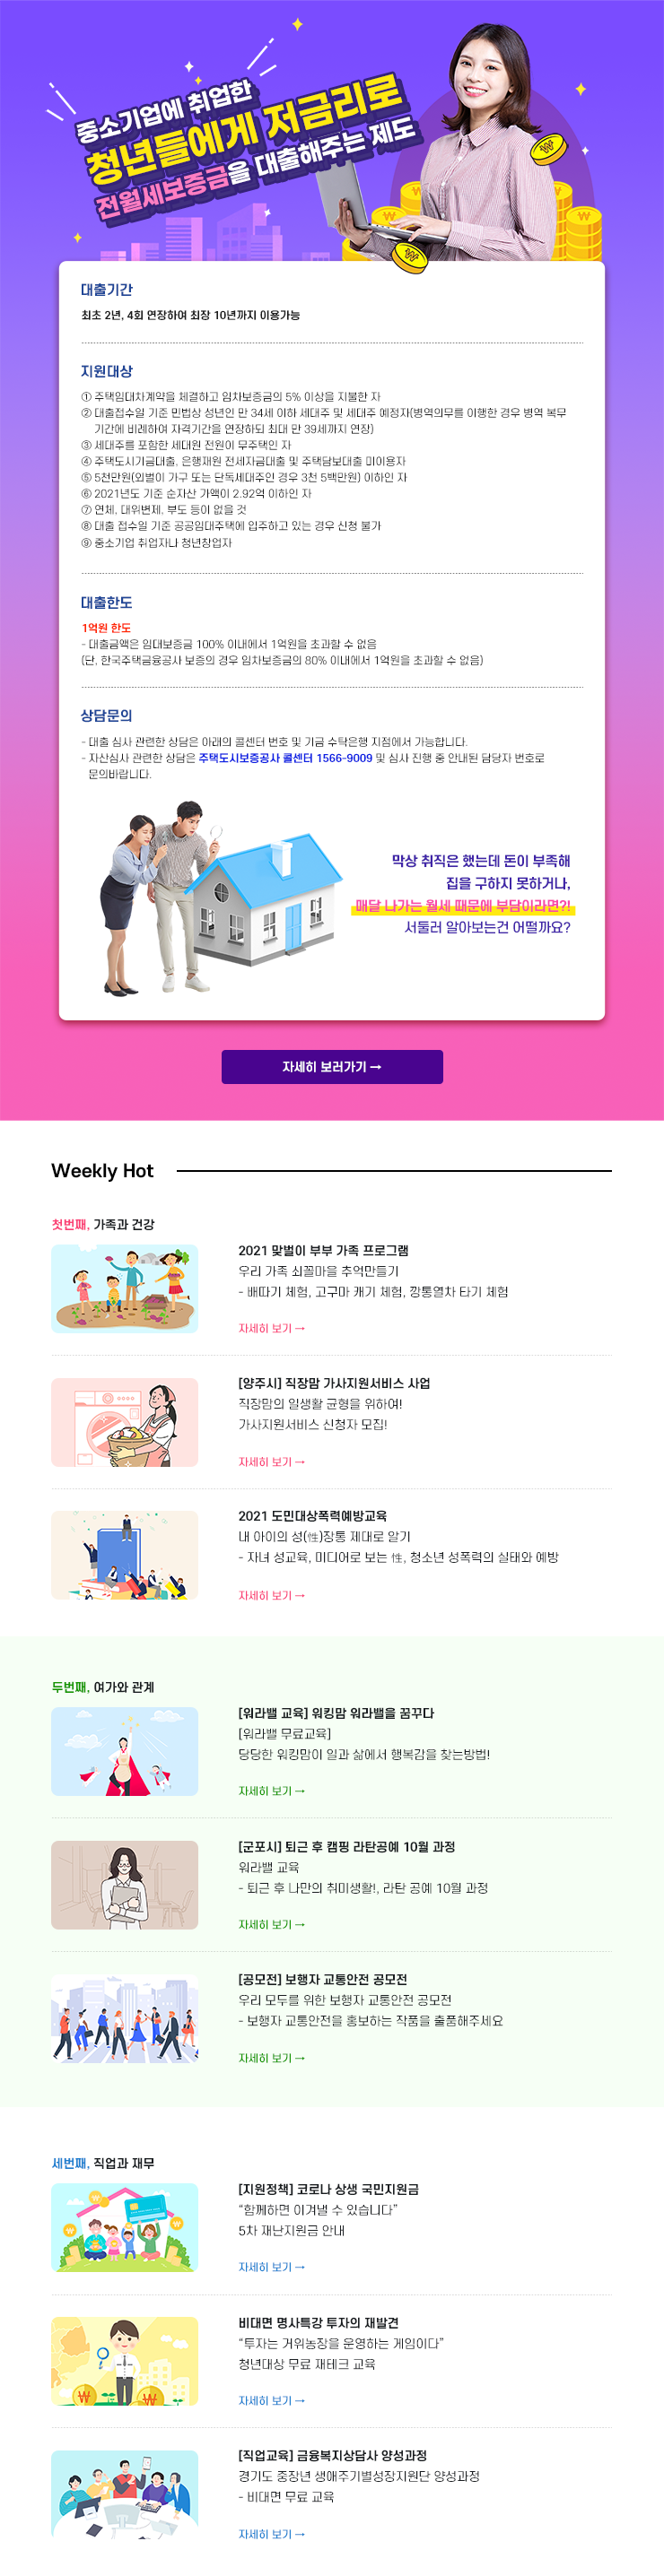 중소기업에 취업한
청년들에게 저금리로
전월세보증금을 대출해주는 제도
대출기간
최초 2년, 4회 연장하여 최장 10년까지 이용가능
지원대상
① 주택임대차계약을 체결하고 임차보증금의 5% 이상을 지불한 자
② 대출접수일 기준 민법상 성년인 만 34세 이하 세대주 및 세대주 예정자(병역의무를 이행한 경우 병역 복무
기간에 비례하여 자격기간을 연장하되 최대 만 39세까지 연장)
③ 세대주를 포함한 세대원 전원이 무주택인 자
④ 주택도시기금대출, 은행재원 전세자금대출 및 주택담보대출 미이용자
⑤ 5천만원(외벌이 가구 또는 단독세대주인 경우 3천 5백만원) 이하인 자
⑥ 2021년도 기준 순자산 가액이 2.92억 이하인 자
⑦ 연체, 대위변제, 부도 등이 없을 것
⑧ 대출 접수일 기준 공공임대주택에 입주하고 있는 경우 신청 불가
⑨ 중소기업 취업자나 청년창업자
대출한도
1억원 한도
- 대출금액은 임대보증금 100% 이내에서 1억원을 초과할 수 없음
(단, 한국주택금융공사 보증의 경우 임차보증금의 80% 이내에서 1억원을 초과할 수 없음)
상담문의
- 대출 심사 관련한 상담은 아래의 콜센터 번호 및 기금 수탁은행 지점에서 가능합니다.
- 자산심사 관련한 상담은 주택도시보증공사 콜센터 1566-9009 및 심사 진행 중 안내된 담당자 번호로
문의바랍니다.
막상 취직은 했는데 돈이 부족해
집을 구하지 못하거나,
매달 나가는 월세 때문에 부담이라면?!
서둘러 알아보는건 어떨까요?
자세히 보러가기 →
Weekly Hot
첫번째, 가족과 건강
2021 맞벌이 부부 가족 프로그램
우리 가족 쇠꼴마을 추억만들기
- 배따기 체험, 고구마 캐기 체험, 깡통열차 타기 체험
자세히 보기 →
[양주시] 직장맘 가사지원서비스 사업
직장맘의 일생활 균형을 위하여!
가사지원서비스 신청자 모집!
자세히 보기 →
2021 도민대상폭력예방교육
내 아이의 성(性)장통 제대로 알기
- 자녀 성교육, 미디어로 보는 性, 청소년 성폭력의 실태와 예방
자세히 보기 →
두번째, 여가와 관계
[워라밸 교육] 워킹맘 워라밸을 꿈꾸다
[워라밸 무료교육]
당당한 워킹맘이 일과 삶에서 행복감을 찾는방법!
자세히 보기 →
[군포시] 퇴근 후 캠핑 라탄공예 10월 과정
워라밸 교육
- 퇴근 후 나만의 취미생활!, 라탄 공예 10월 과정
자세히 보기 →
[공모전] 보행자 교통안전 공모전
우리 모두를 위한 보행자 교통안전 공모전
- 보행자 교통안전을 홍보하는 작품을 출품해주세요
자세히 보기 →
세번째, 직업과 재무
[지원정책] 코로나 상생 국민지원금
“함께하면 이겨낼 수 있습니다”
5차 재난지원금 안내
자세히 보기 →
비대면 명사특강 투자의 재발견
“투자는 거위농장을 운영하는 게임이다”
청년대상 무료 재테크 교육
자세히 보기 →
[직업교육] 금융복지상담사 양성과정
경기도 중장년 생애주기별성장지원단 양성과정
- 비대면 무료 교육
자세히 보기 →